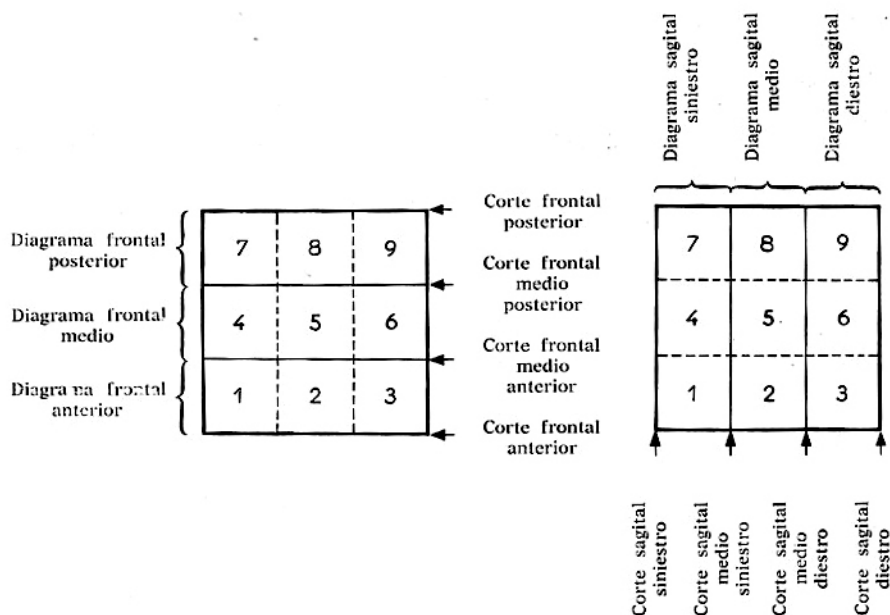 Diagrama frontal
posterior
Diagrama frontal
medio
Diagrama frontal
anterior
7 8 9
4 5 6
1 2 3
Corte frontal
posterior
Corte frontal
medio
posterior
Corte frontal
medio
anterior
Corte frontal
anterior
Diagrama sagital
siniestro
Diagrama sagital
medio
Diagrama sagital
diestro
7 8 9
4 5 6
1 2 3
Corte sagital
siniestro
Corte sagital
medio
siniestro
Corte sagital
medio
diestro
Corte sagital
diestro